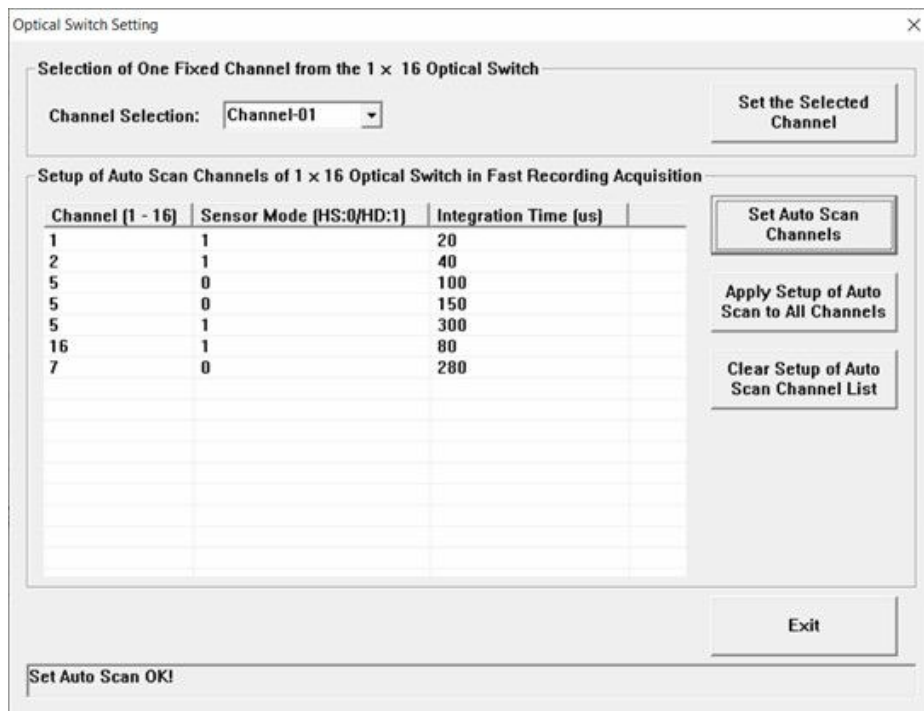 Optical Switch Setting
Selection of One Fixed Channel from the 1 × 16 Optical Switch
Channel Selection: Channel-01
Set the Selected
Channel
Setup of Auto Scan Channels of 1 × 16 Optical Switch in Fast Recording Acquisition
Channel (1 - 16) Sensor Mode (HS:0/HD:1) Integration Time (us)
1 1 20
2 1 40
5 0 100
5 0 150
5 1 300
16 1 80
7 0 280
Set Auto Scan
Channels
Apply Setup of Auto
Scan to All Channels
Clear Setup of Auto
Scan Channel List
Exit
Set Auto Scan OK!